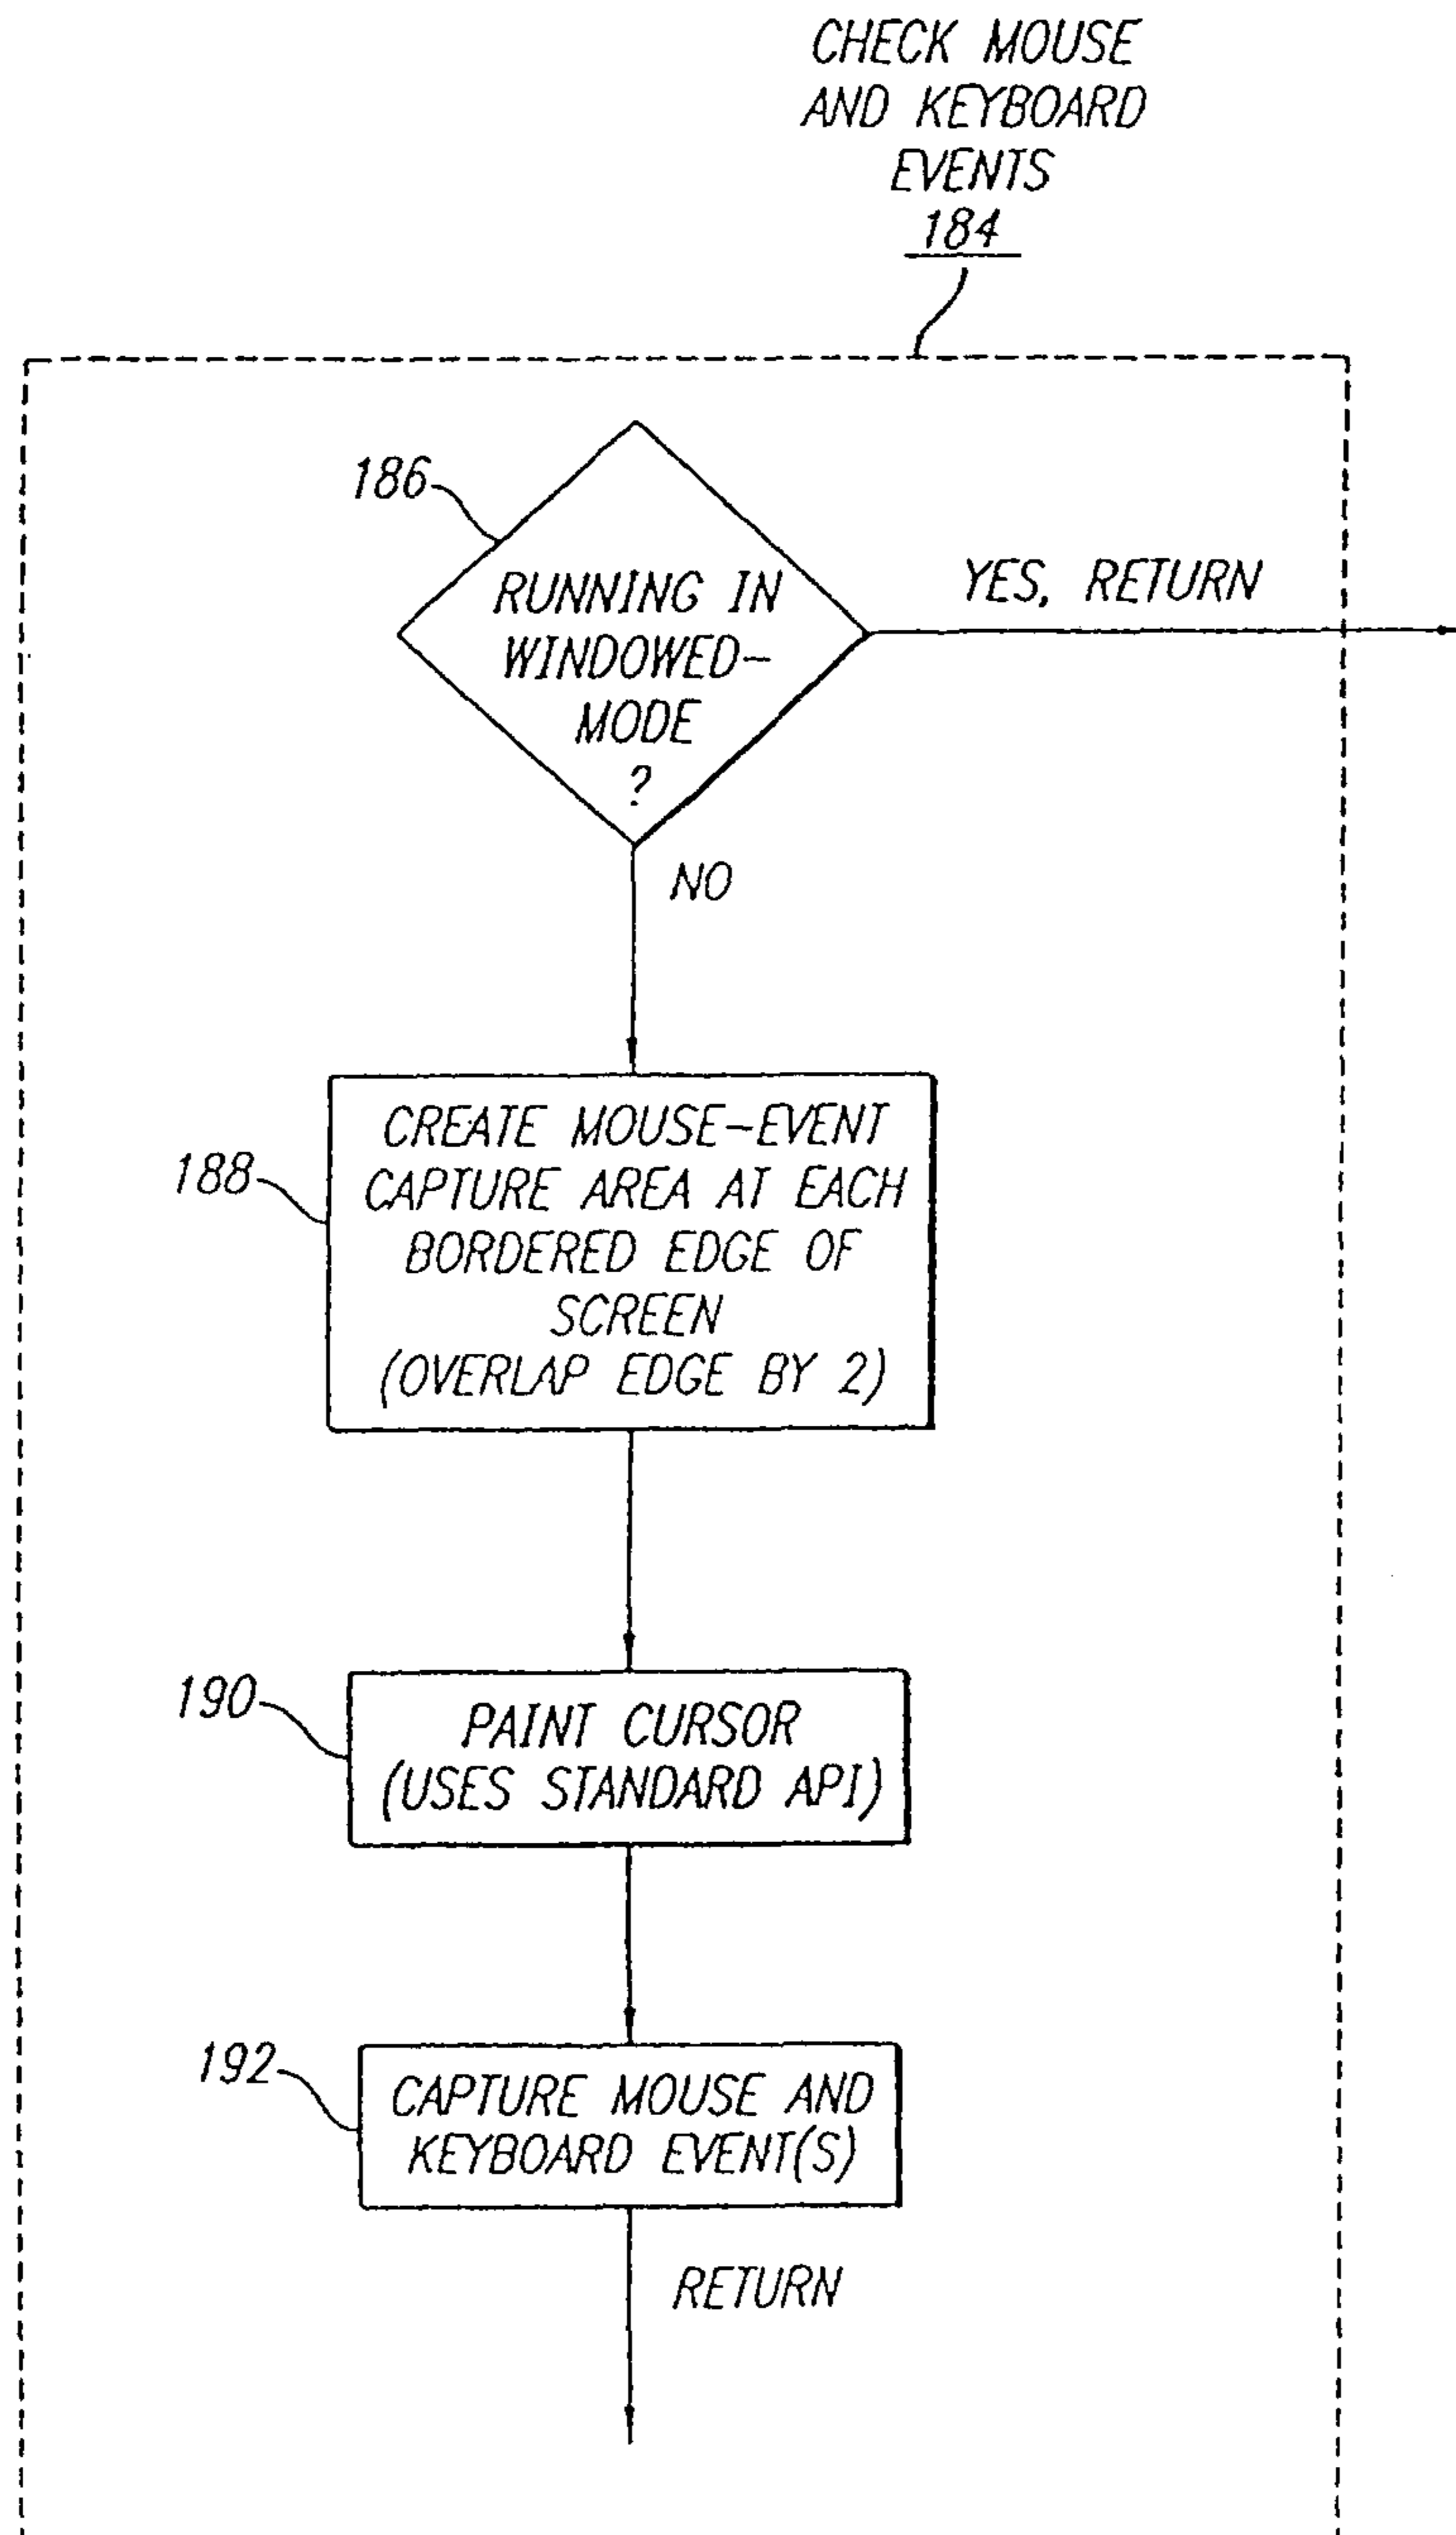 CHECK MOUSE
AND KEYBOARD
EVENTS
184
186
RUNNING IN
WINDOWED-
MODE
?
YES, RETURN
NO
188
CREATE MOUSE-EVENT
CAPTURE AREA AT EACH
BORDERED EDGE OF
SCREEN
(OVERLAP EDGE BY 2)
190
PAINT CURSOR
(USES STANDARD API)
192
CAPTURE MOUSE AND
KEYBOARD EVENT(S)
RETURN